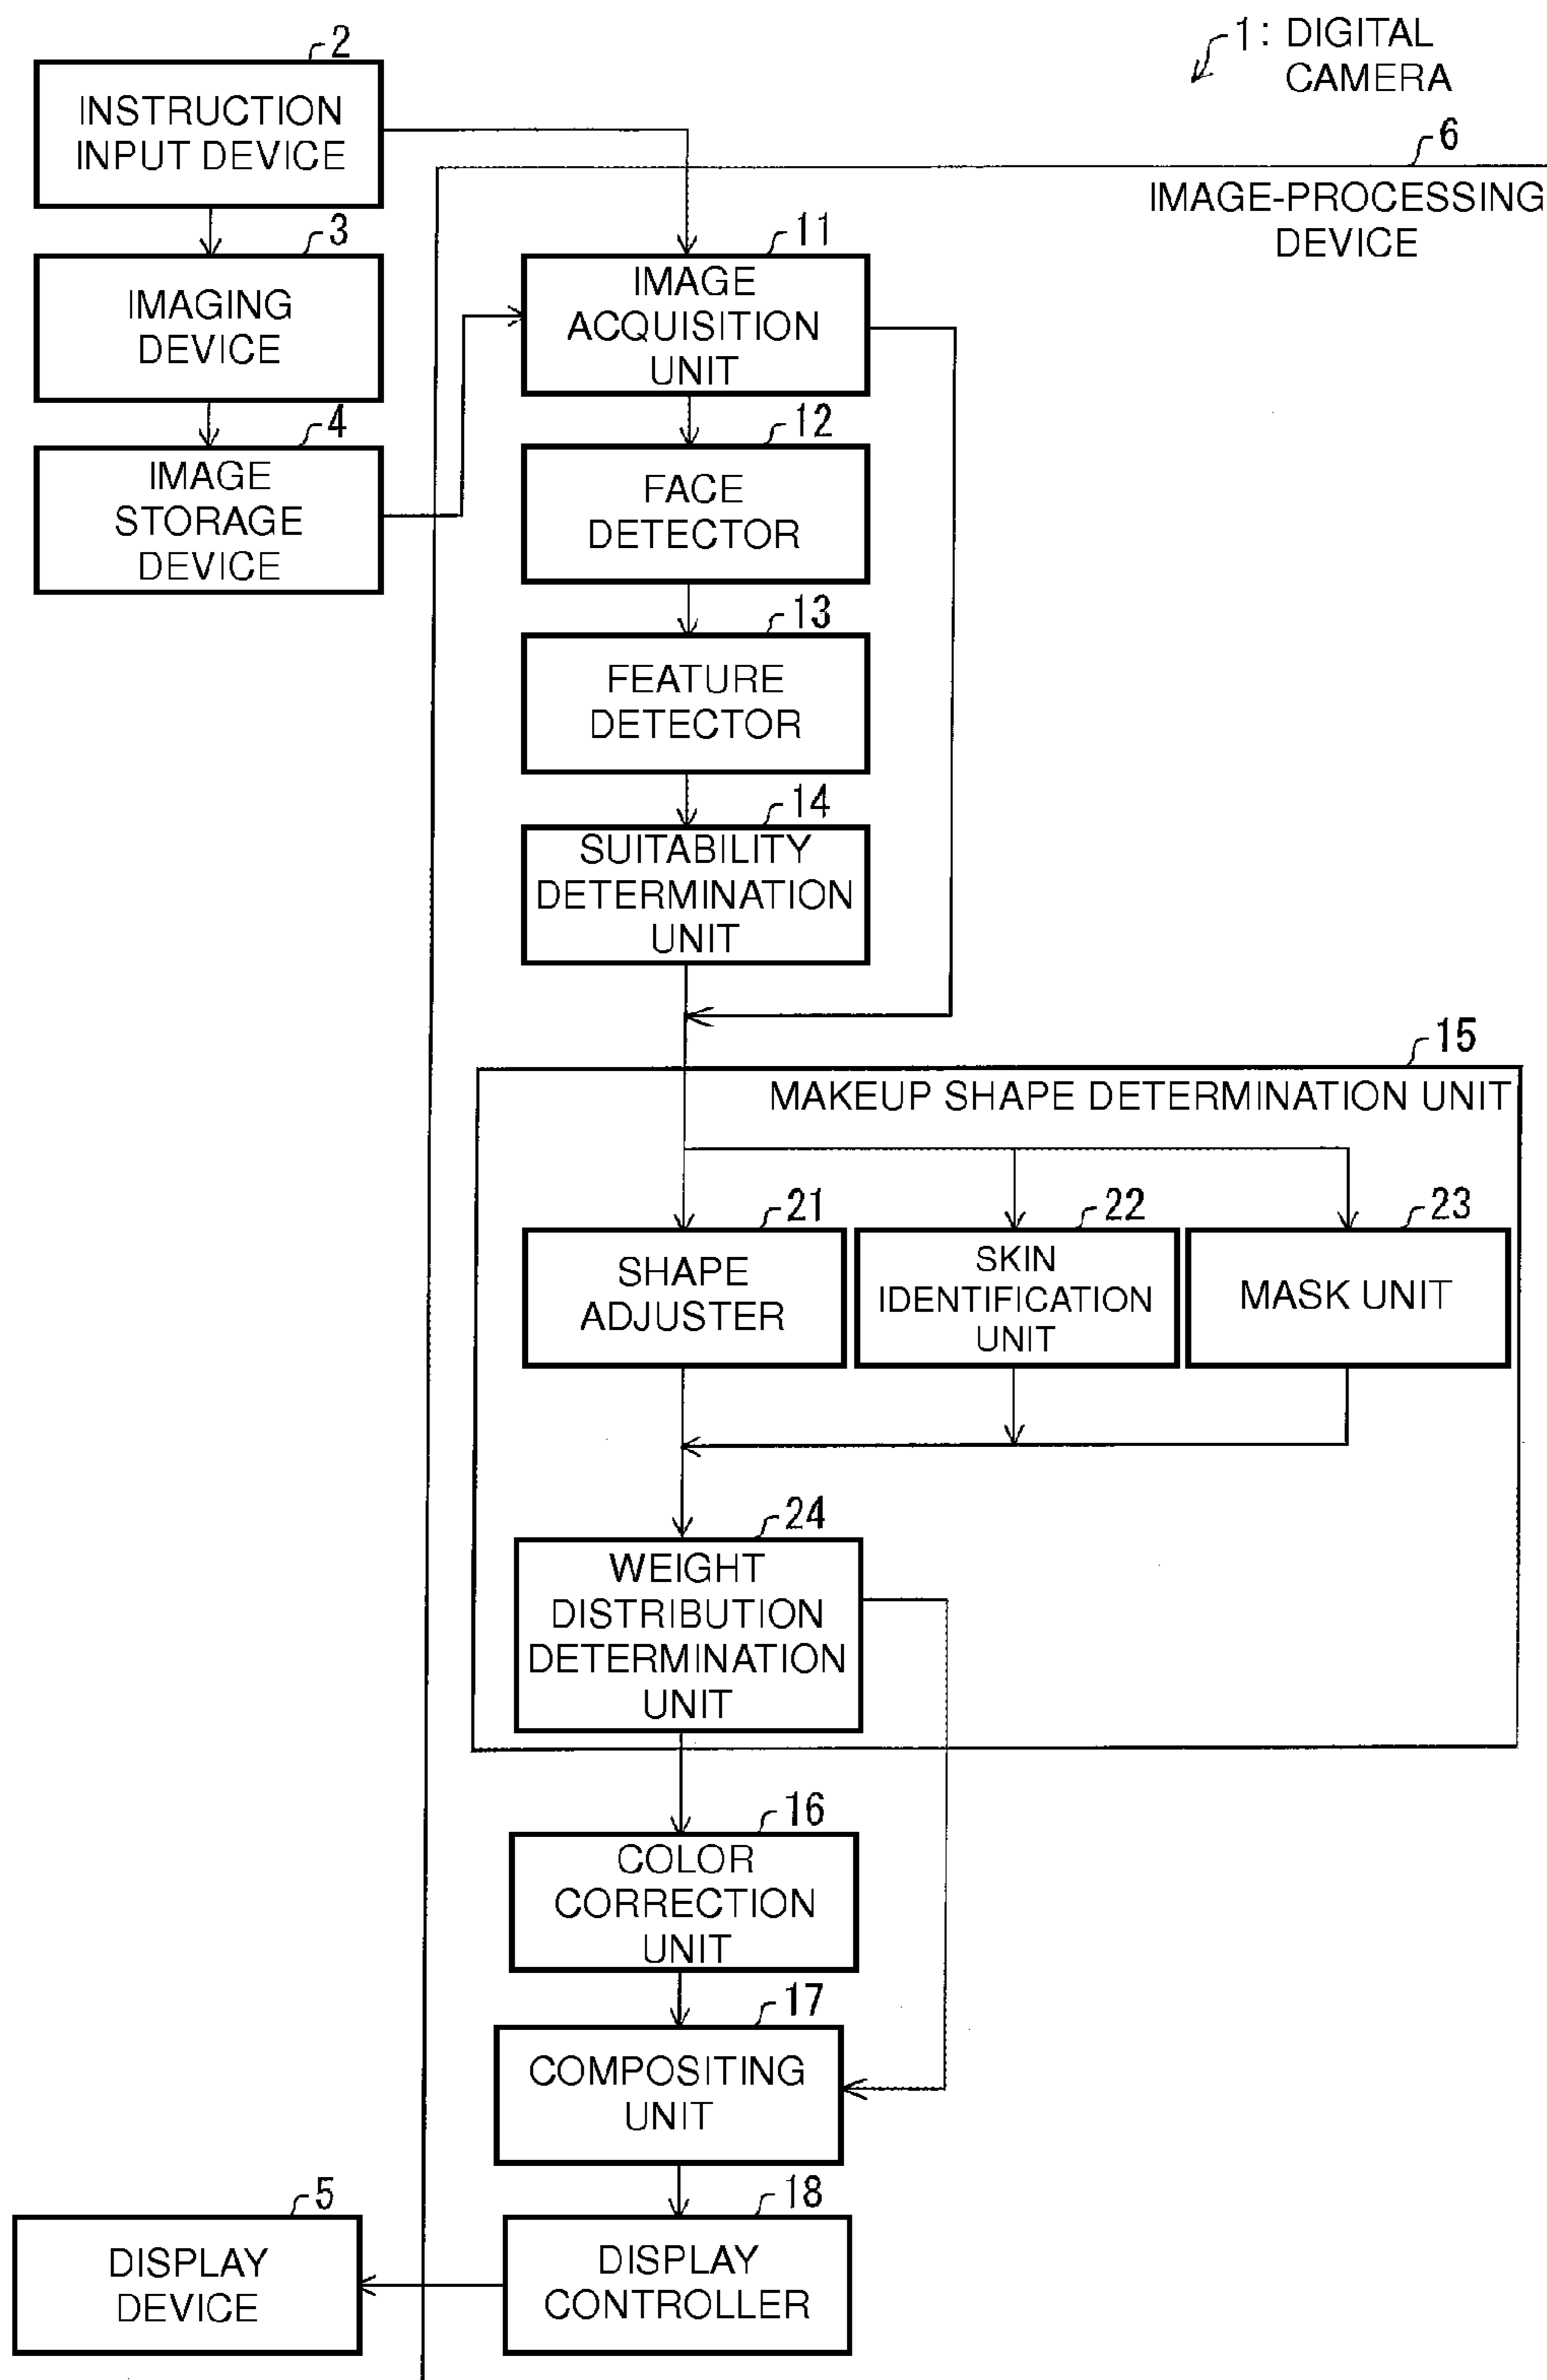 1: DIGITAL
CAMERA
2
INSTRUCTION
INPUT DEVICE
6
IMAGE-PROCESSING
DEVICE
3
IMAGING
DEVICE
11
IMAGE
ACQUISITION
UNIT
4
IMAGE
STORAGE
DEVICE
12
FACE
DETECTOR
13
FEATURE
DETECTOR
14
SUITABILITY
DETERMINATION
UNIT
15
MAKEUP SHAPE DETERMINATION UNIT
21
SHAPE
ADJUSTER
22
SKIN
IDENTIFICATION
UNIT
23
MASK UNIT
24
WEIGHT
DISTRIBUTION
DETERMINATION
UNIT
16
COLOR
CORRECTION
UNIT
17
COMPOSITING
UNIT
5
DISPLAY
DEVICE
18
DISPLAY
CONTROLLER